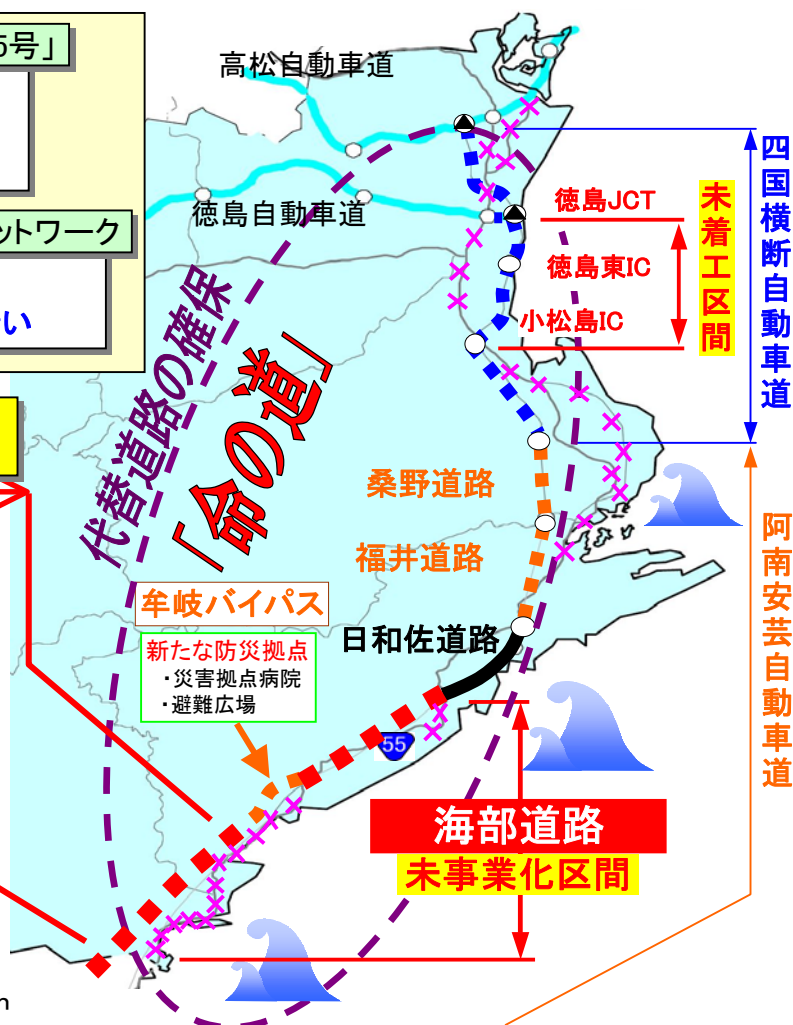 5号」
高松自動車道
徳島自動車道
ットワーク
い
徳島JCT
徳島東IC
小松島IC
未着工区間
四国横断自動車道
代替道路の確保
「命の道」
桑野道路
福井道路
牟岐バイパス
日和佐道路
新たな防災拠点
・災害拠点病院
・避難広場
55
阿南安芸自動車道
海部道路
未事業化区間